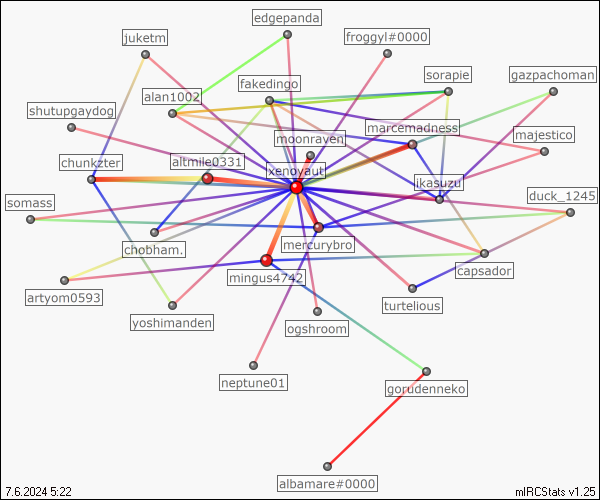 edgepanda
juketm
froggyl#0000
sorapie
gazpachoman
fakedingo
alan1002
shutupgaydog
marcemadness
moonraven
majestico
chunkzter
altmile0331
xenoyaut
ikasuzu
duck_1245
somass
chobham.
mercurybro
capsador
mingus4742
artyom0593
turtelious
yoshimanden
ogshroom
neptune01
gorudenneko
albamare#0000
7.6.2024 5:22
mIRCStats v1.25